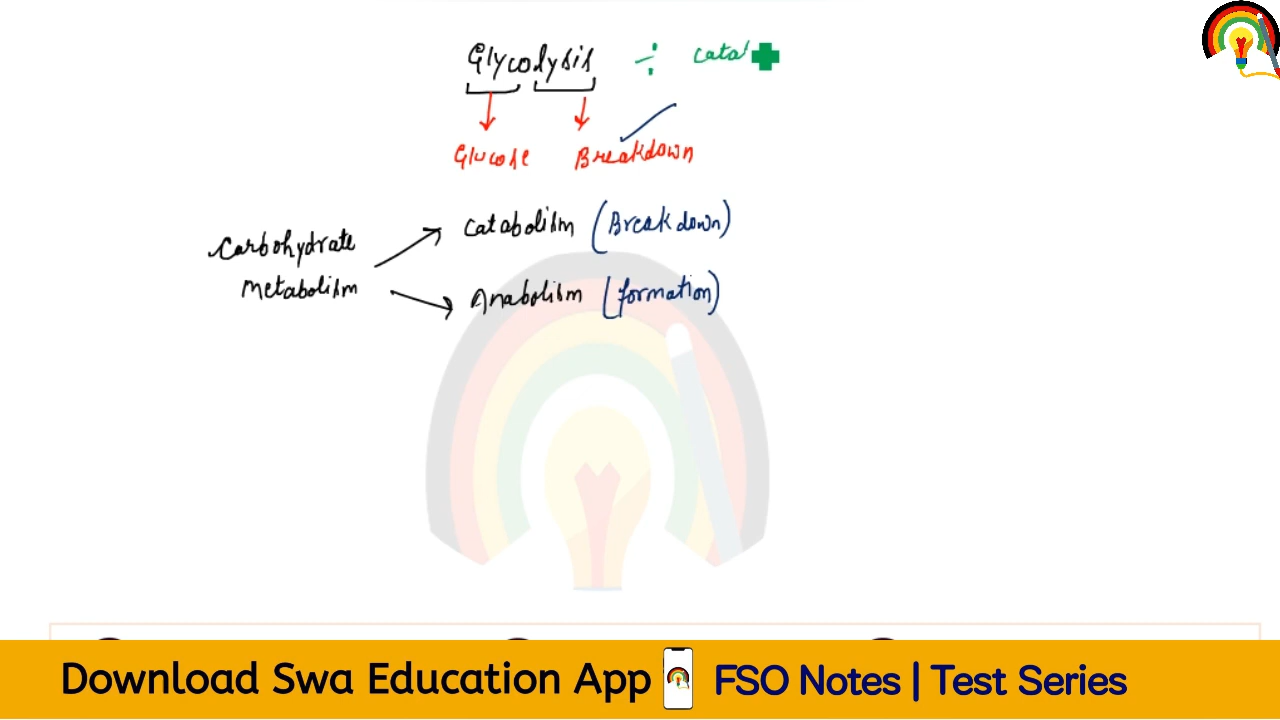 Glycolysis ÷ catal
Glucose Breakdown
Catabolism (Breakdown)
Carbohydrate
Metabolism
Anabolism (formation)
Download Swa Education App FSO Notes | Test Series